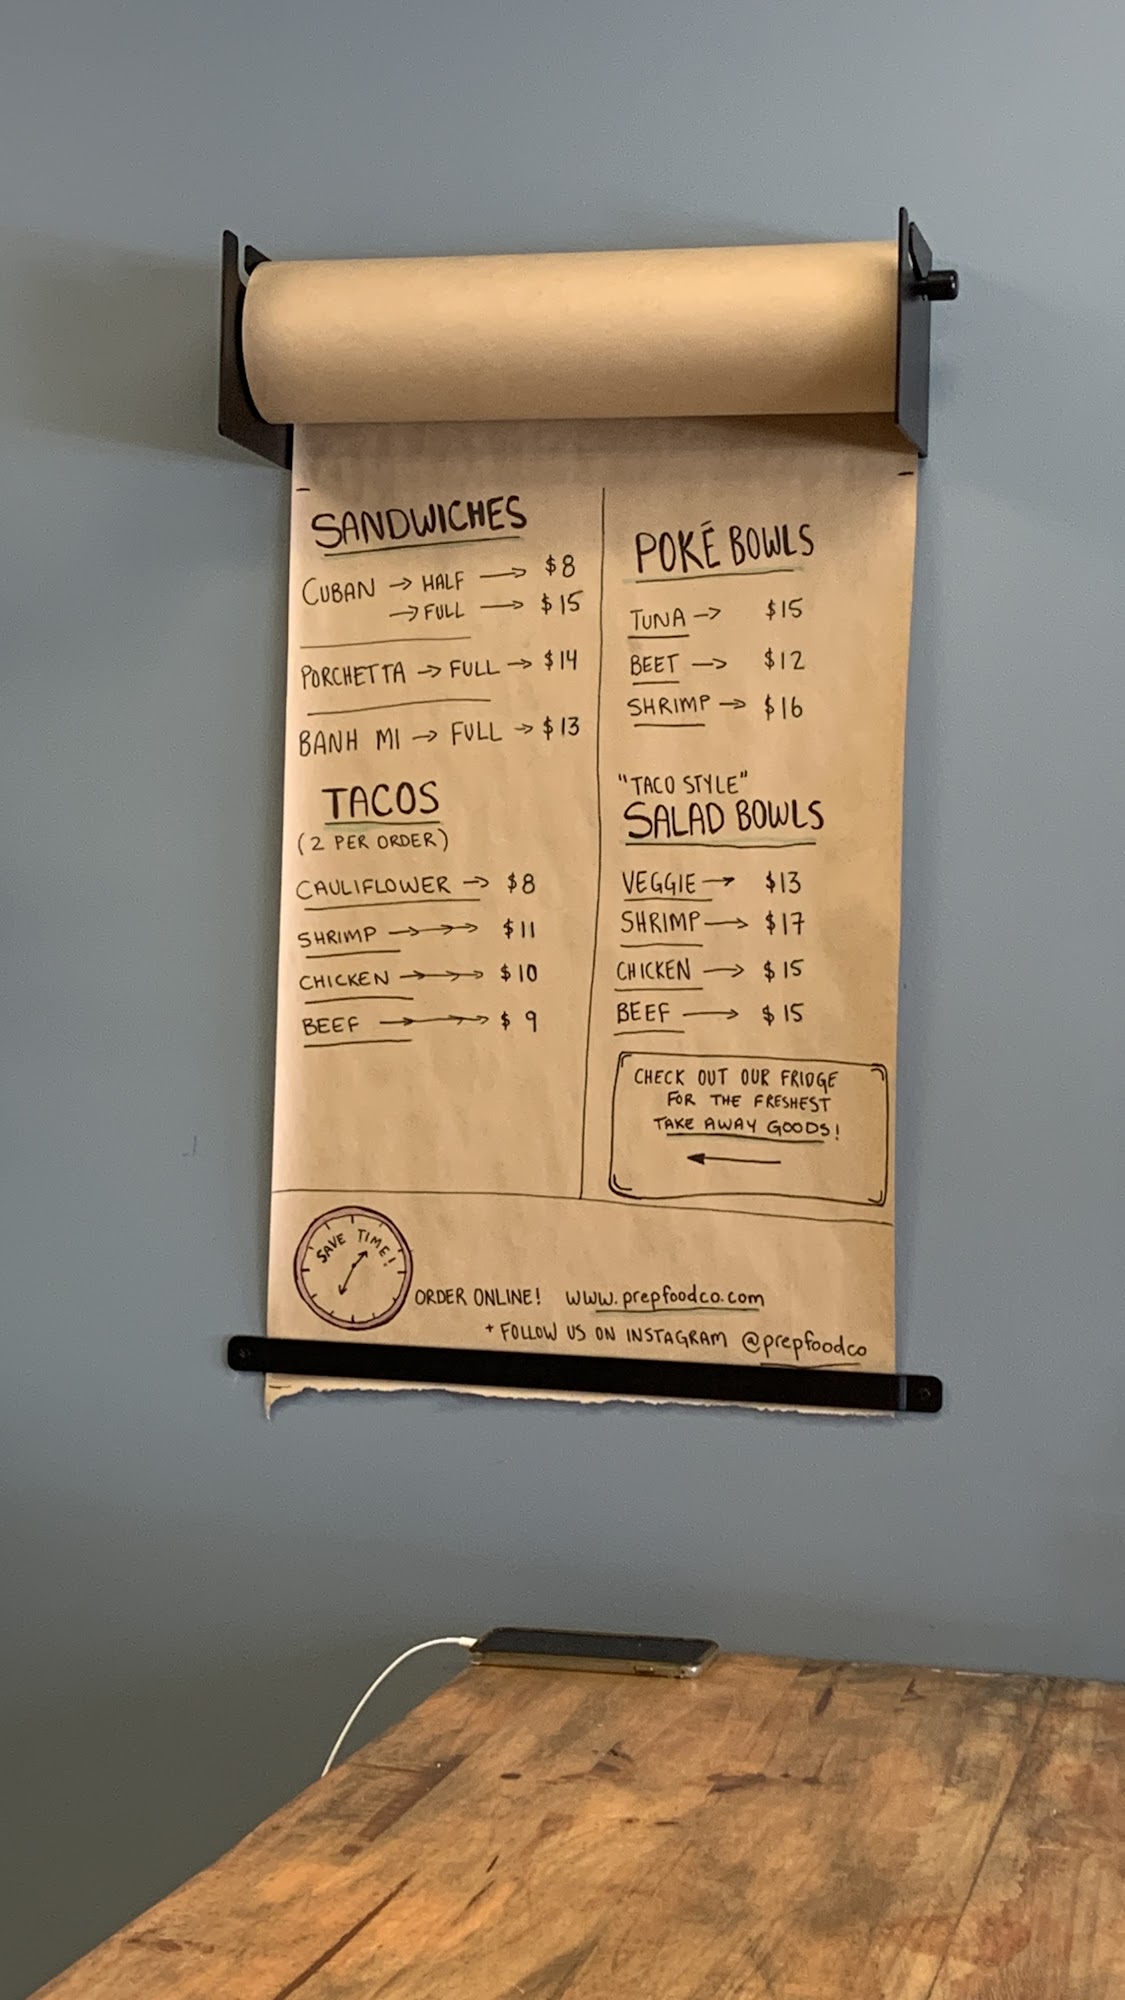 SANDWICHES
CUBAN → HALF → $8
→ FULL → $15
PORCHETTA → FULL → $14
BANH MI → FULL → $13
TACOS
(2 PER ORDER)
CAULIFLOWER → $8
SHRIMP →→→ $11
CHICKEN →→→ $10
BEEF →→→ $9
POKÉ BOWLS
TUNA → $15
BEET → $12
SHRIMP → $16
"TACO STYLE"
SALAD BOWLS
VEGGIE → $13
SHRIMP → $17
CHICKEN → $15
BEEF → $15
CHECK OUT OUR FRIDGE
FOR THE FRESHEST
TAKE AWAY GOODS!
←
SAVE TIME!
ORDER ONLINE! www.prepfoodco.com
+ FOLLOW US ON INSTAGRAM @prepfoodco